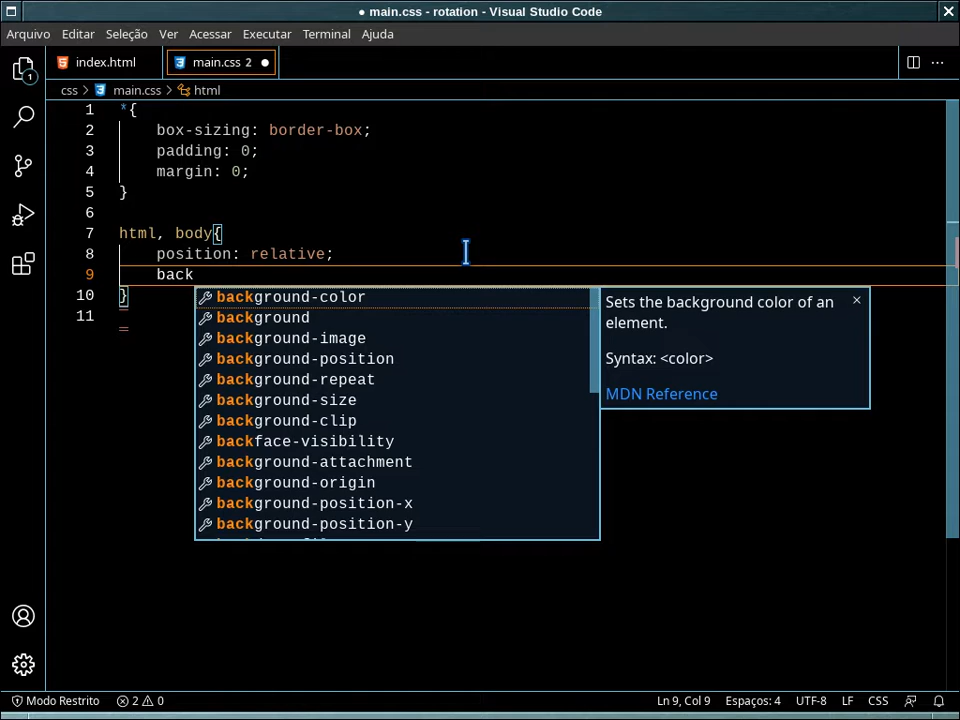 ● main.css - rotation - Visual Studio Code
Arquivo Editar Seleção Ver Acessar Executar Terminal Ajuda
index.html main.css 2 ●
css > main.css > html
1 *{
2 box-sizing: border-box;
3 padding: 0;
4 margin: 0;
5 }
6
7 html, body{
8 position: relative;
9 back
10 }
11
background-color
background
background-image
background-position
background-repeat
background-size
background-clip
backface-visibility
background-attachment
background-origin
background-position-x
background-position-y
Sets the background color of an
element.
Syntax: <color>
MDN Reference
1
Modo Restrito 2 0 Ln 9, Col 9 Espaços: 4 UTF-8 LF CSS